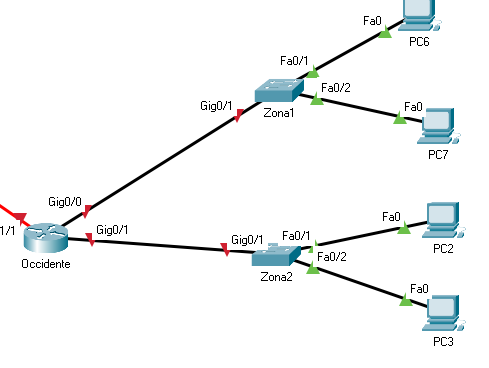 Fa0
PC6
Fa0/1
Fa0/2
Gig0/1
Zona1
Fa0
PC7
Gig0/0
1/1
Gig0/1
Occidente
Fa0
PC2
Gig0/1
Fa0/1
Fa0/2
Zona2
Fa0
PC3